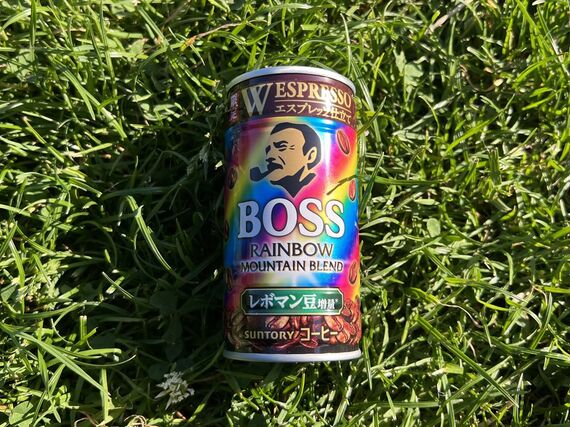 W ESPRESSO
エスプレッソ仕立て
BOSS
RAINBOW
MOUNTAIN BLEND
レボマン豆増量*
SUNTORY コーヒー